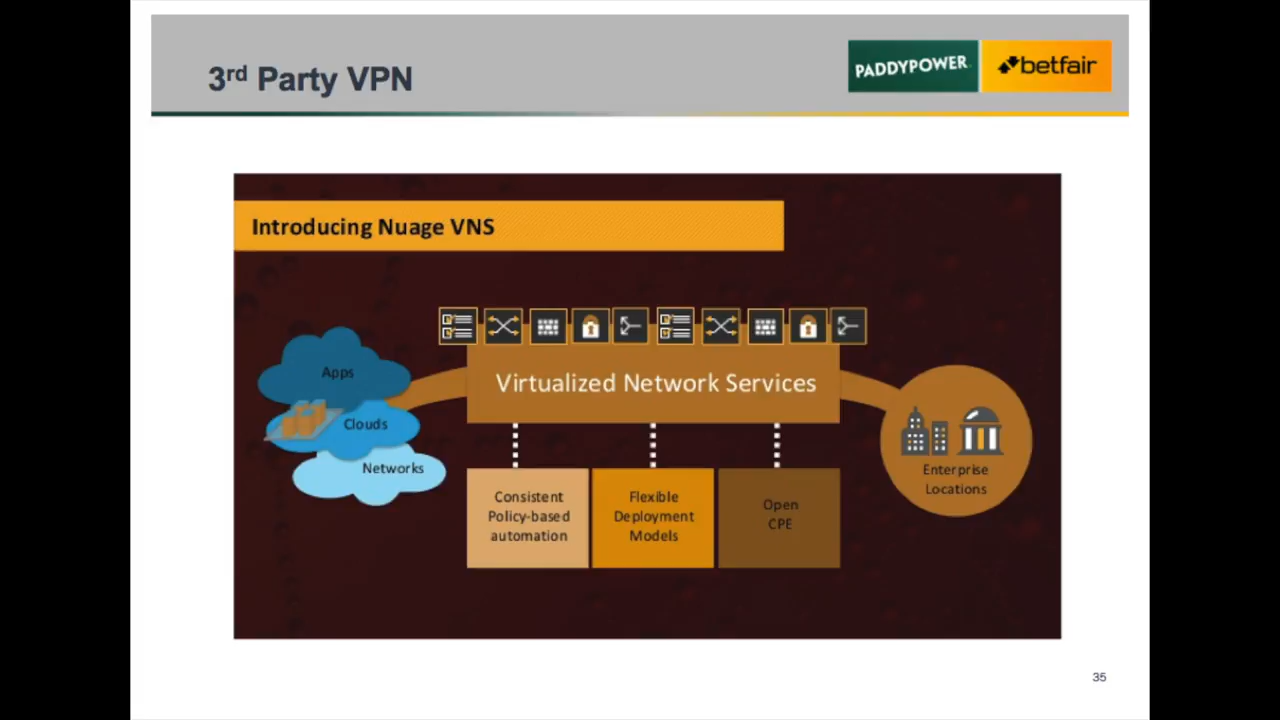 3rd Party VPN
PADDYPOWER.
betfair
Introducing Nuage VNS
Virtualized Network Services
Apps
Clouds
Networks
Enterprise
Locations
Consistent
Policy-based
automation
Flexible
Deployment
Models
Open
CPE
35